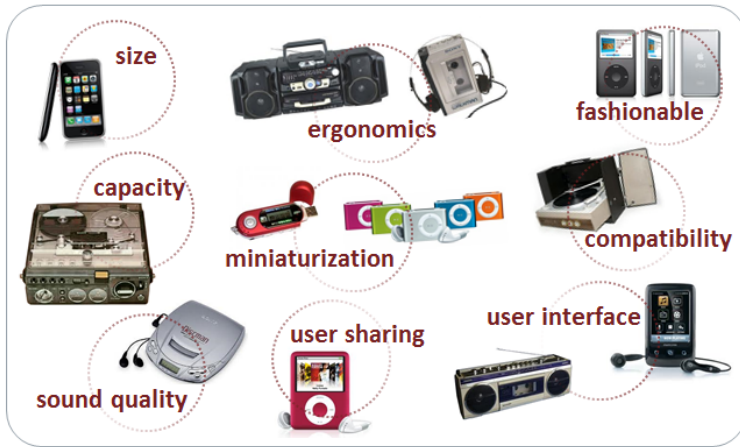 size
ergonomics
fashionable
capacity
miniaturization
compatibility
user sharing
user interface
sound quality